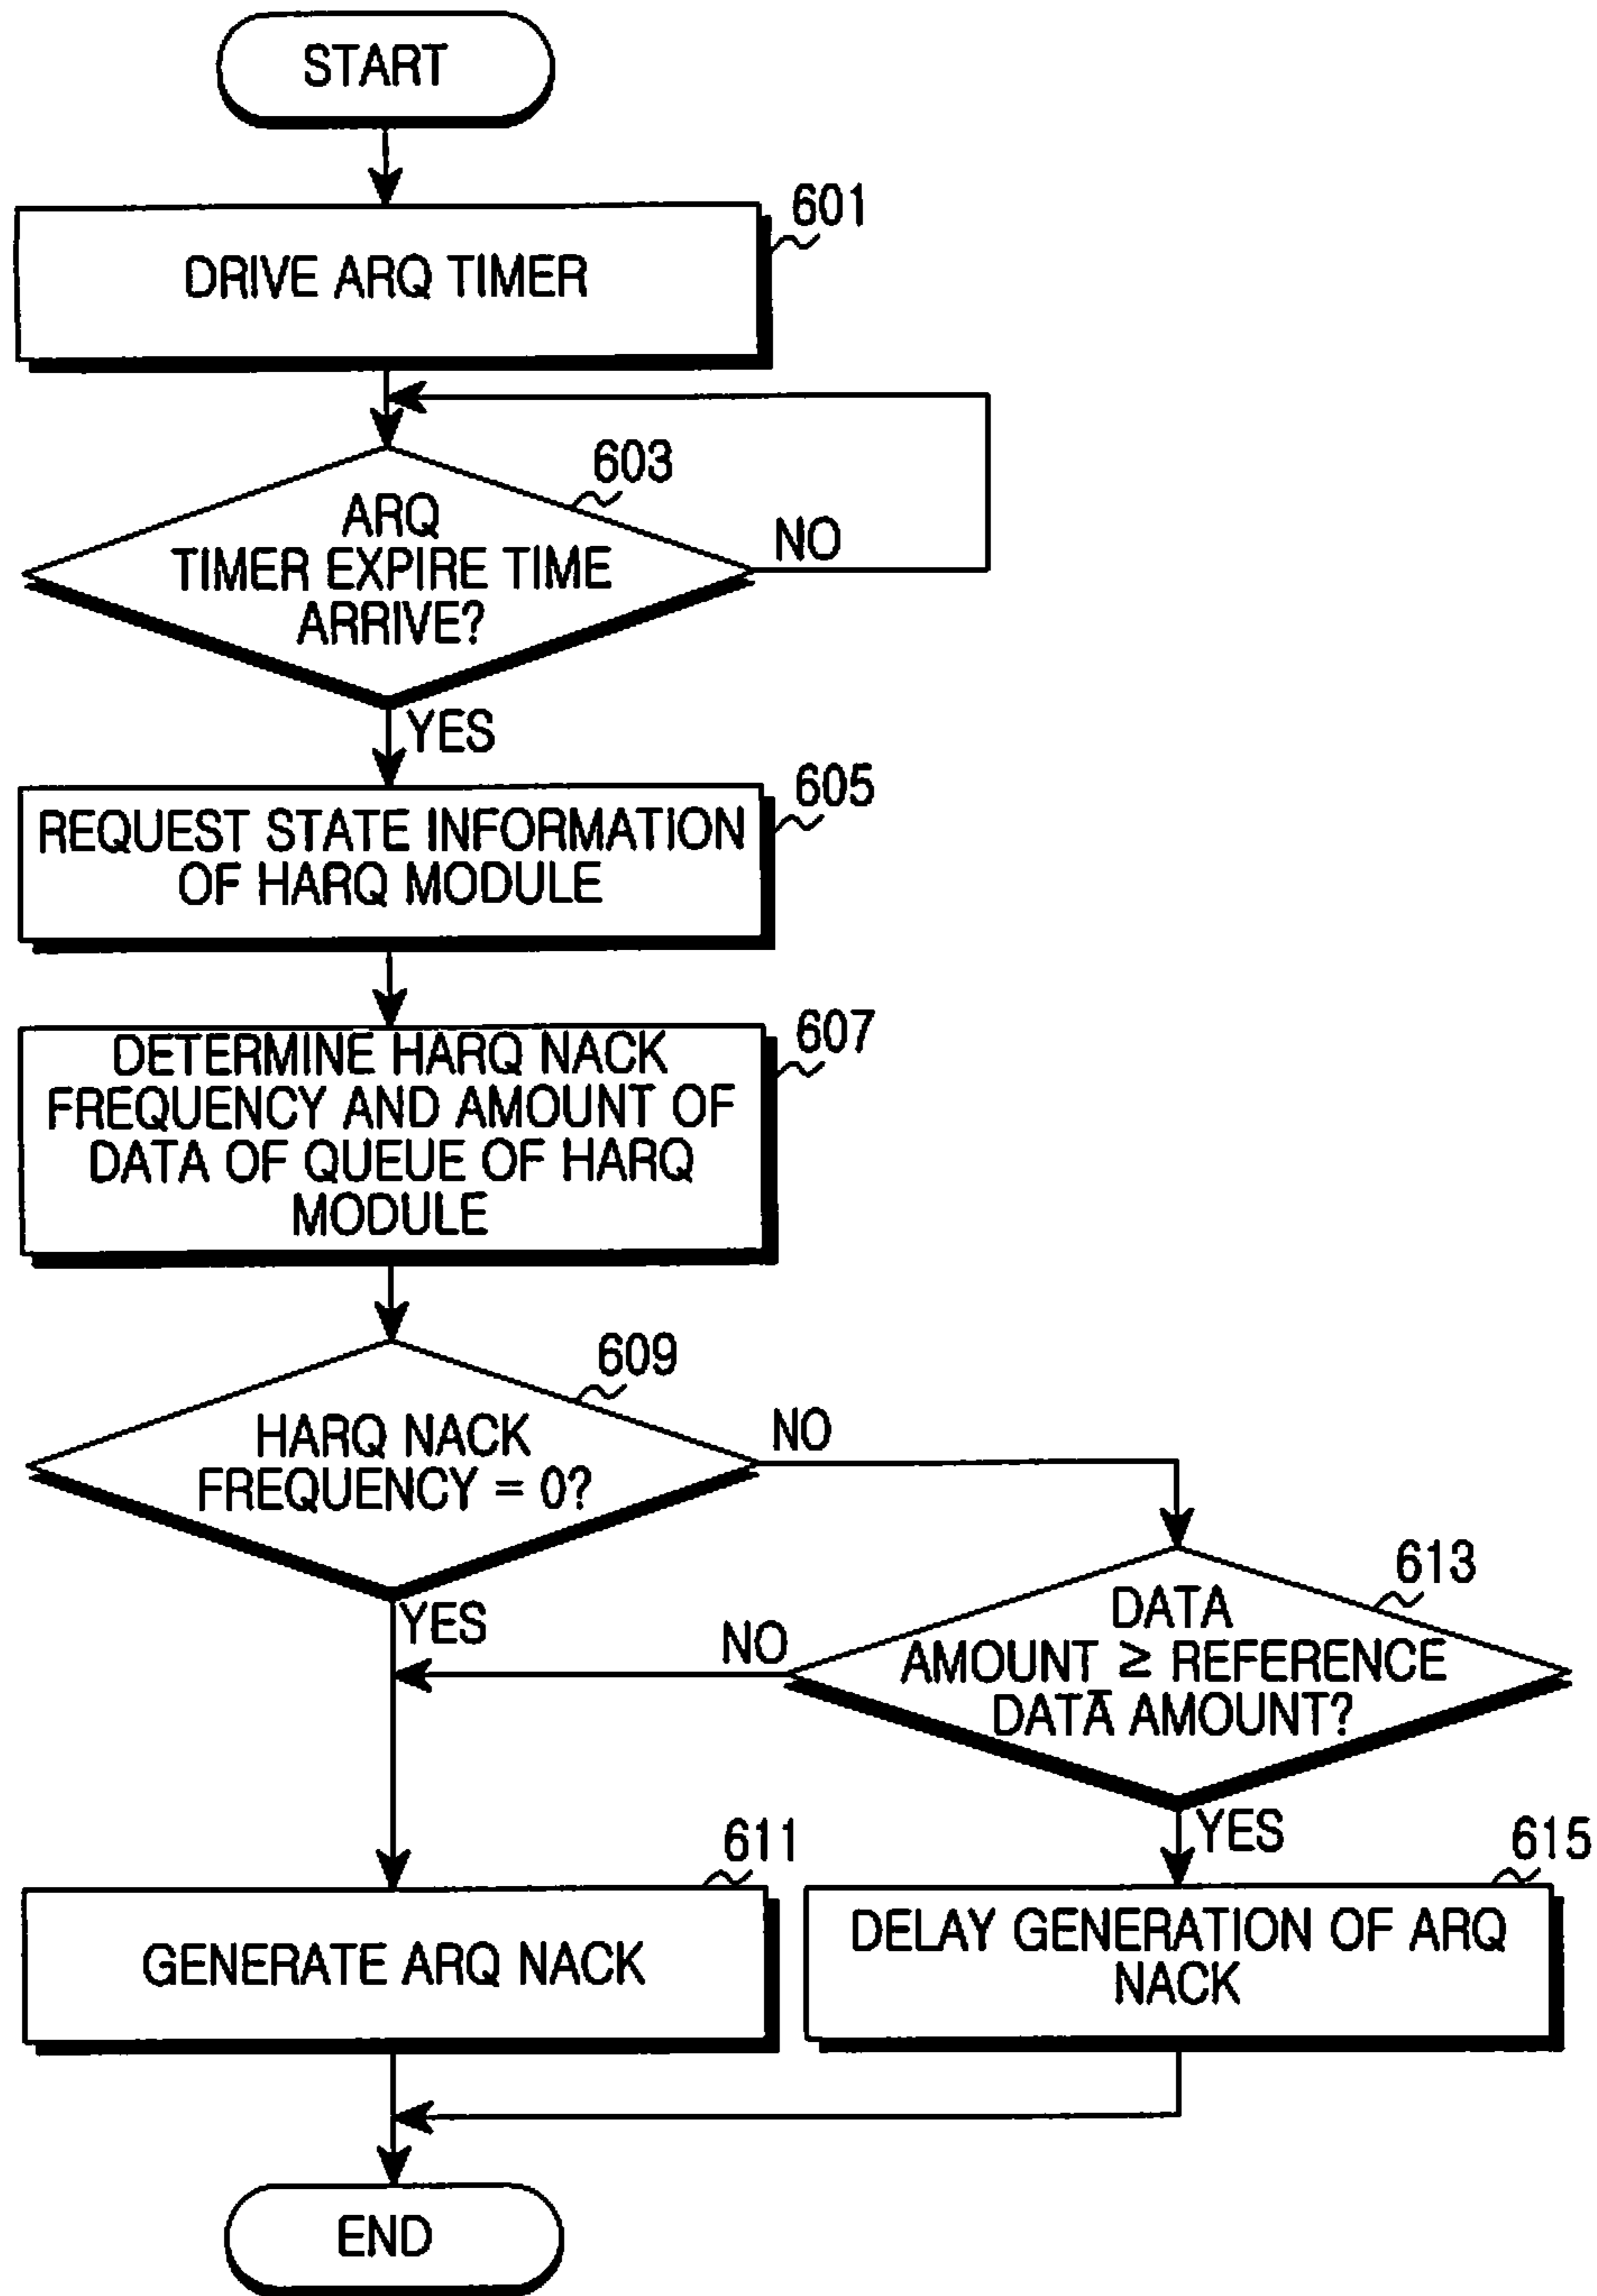 START
601
DRIVE ARQ TIMER
603
ARQ
TIMER EXPIRE TIME
ARRIVE?
NO
YES
605
REQUEST STATE INFORMATION
OF HARQ MODULE
607
DETERMINE HARQ NACK
FREQUENCY AND AMOUNT OF
DATA OF QUEUE OF HARQ
MODULE
609
HARQ NACK
FREQUENCY = 0?
NO
YES
613
DATA
AMOUNT ≥ REFERENCE
DATA AMOUNT?
NO
YES
611
GENERATE ARQ NACK
615
DELAY GENERATION OF ARQ
NACK
END